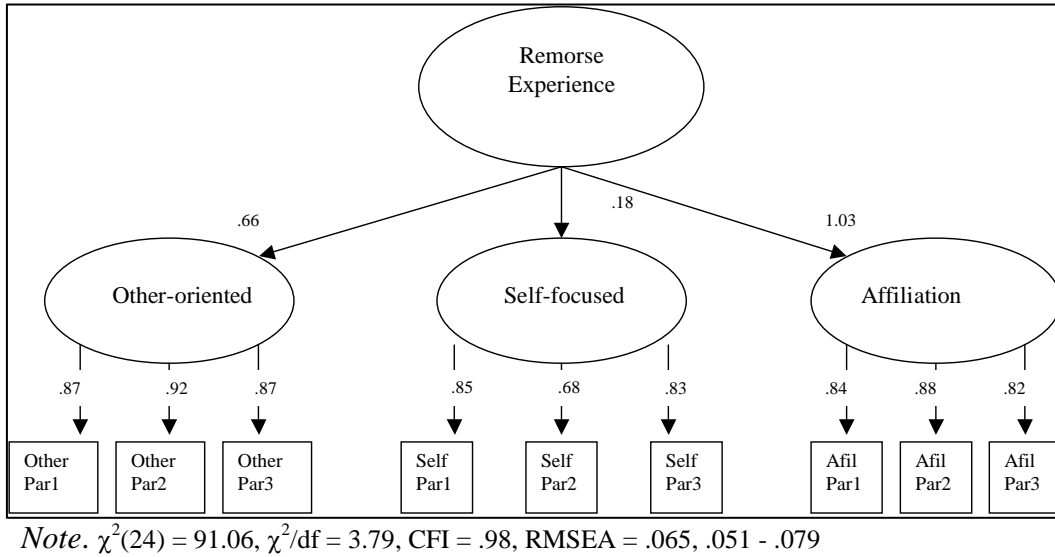 Remorse
Experience
.66
.18
1.03
Other-oriented
Self-focused
Affiliation
.87
.92
.87
.85
.68
.83
.84
.88
.82
Other
Par1
Other
Par2
Other
Par3
Self
Par1
Self
Par2
Self
Par3
Afil
Par1
Afil
Par2
Afil
Par3
Note. χ²(24) = 91.06, χ²/df = 3.79, CFI = .98, RMSEA = .065, .051 - .079